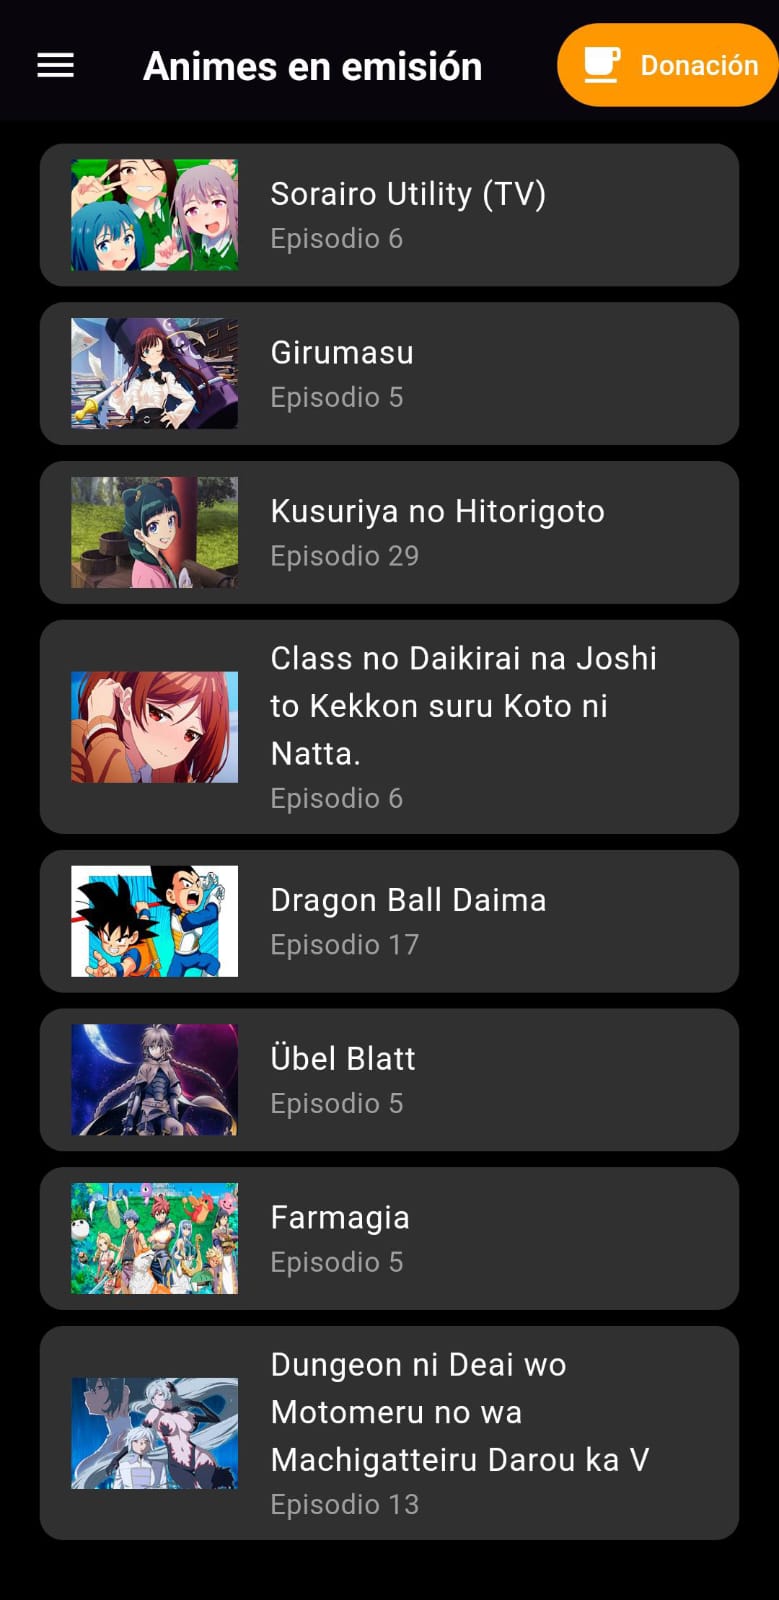 Animes en emisión
Donación
Sorairo Utility (TV)
Episodio 6
Girumasu
Episodio 5
Kusuriya no Hitorigoto
Episodio 29
Class no Daikirai na Joshi
to Kekkon suru Koto ni
Natta.
Episodio 6
Dragon Ball Daima
Episodio 17
Übel Blatt
Episodio 5
Farmagia
Episodio 5
Dungeon ni Deai wo
Motomeru no wa
Machigatteiru Darou ka V
Episodio 13